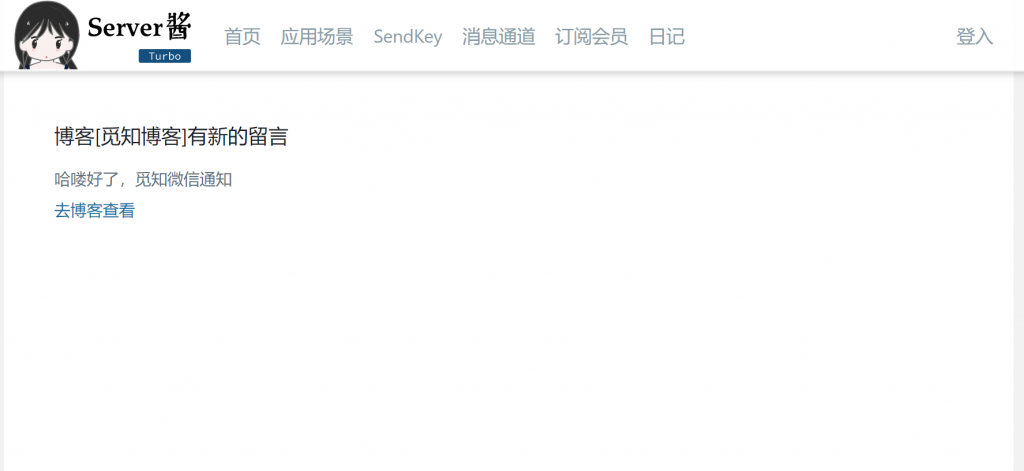 Server酱
Turbo
首页 应用场景 SendKey 消息通道 订阅会员 日记 登入
博客[觅知博客]有新的留言
哈喽好了，觅知微信通知
去博客查看